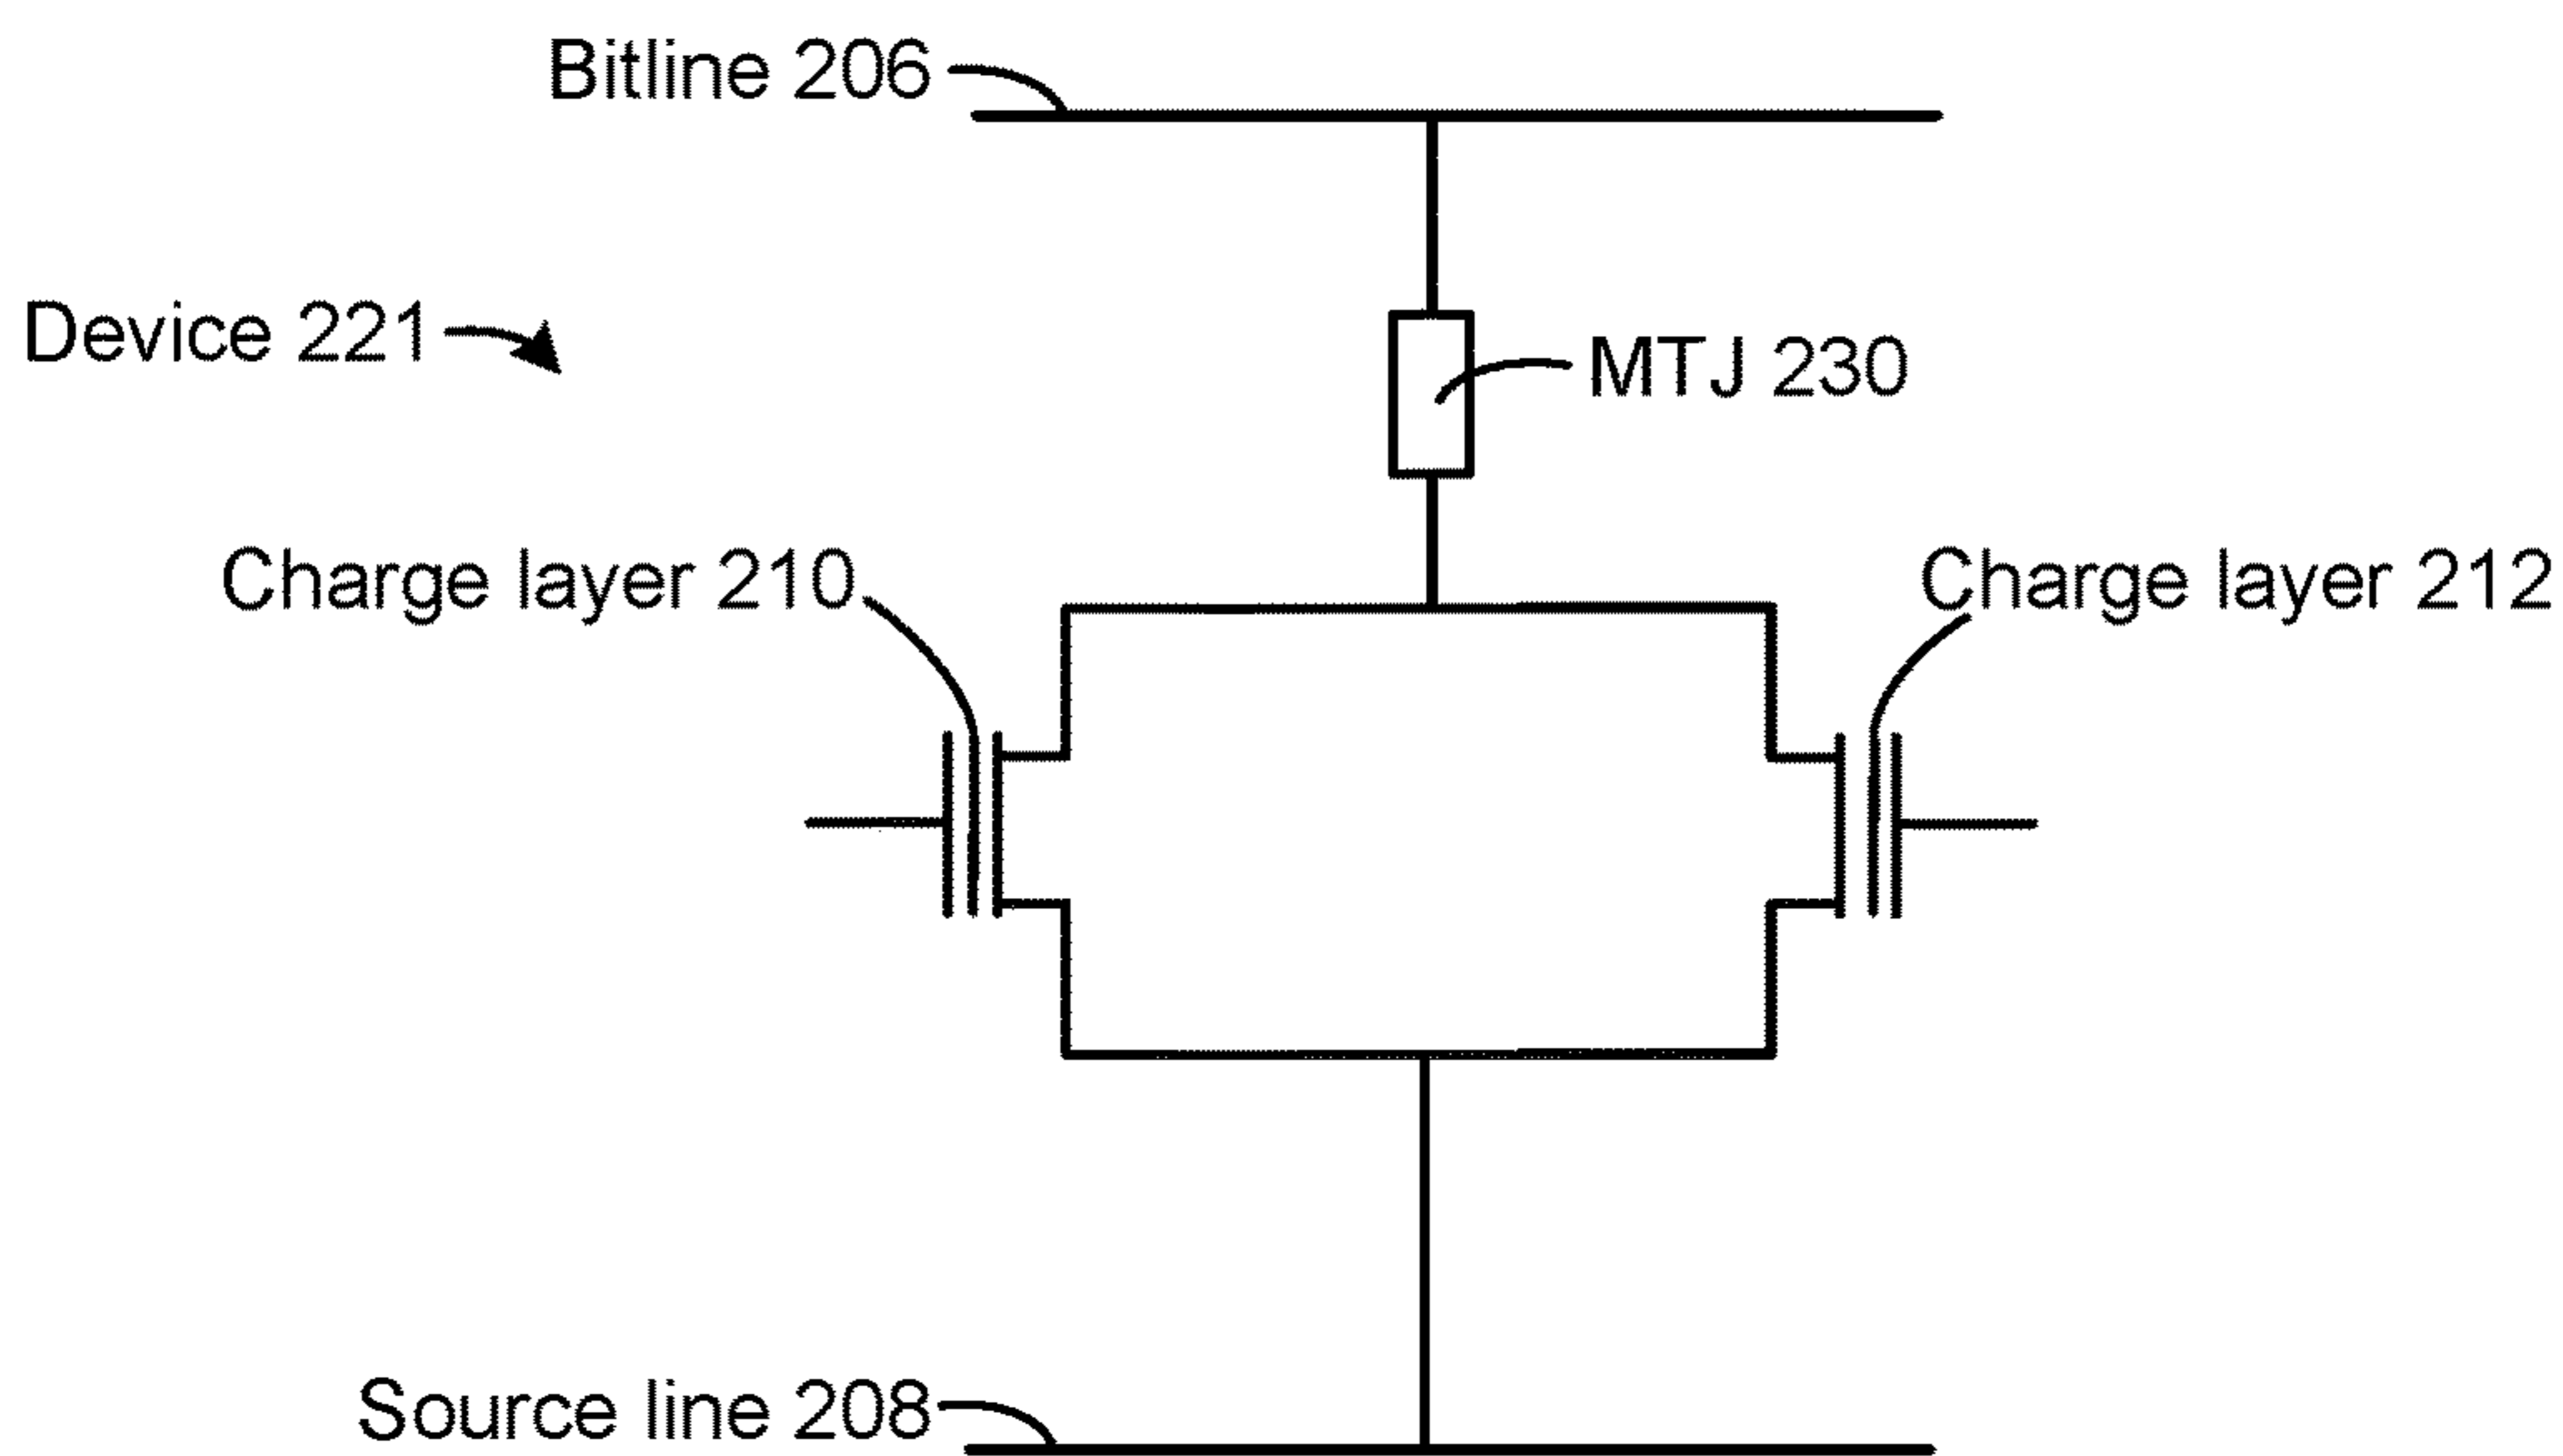 Bitline 206
Device 221
MTJ 230
Charge layer 210
Charge layer 212
Source line 208